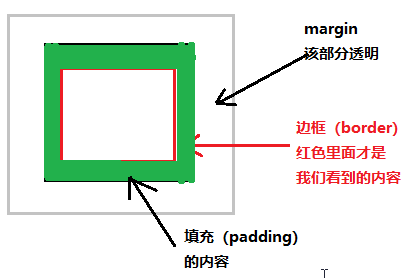 margin
该部分透明
边框（border)
红色里面才是
我们看到的内容
填充（padding)
的内容